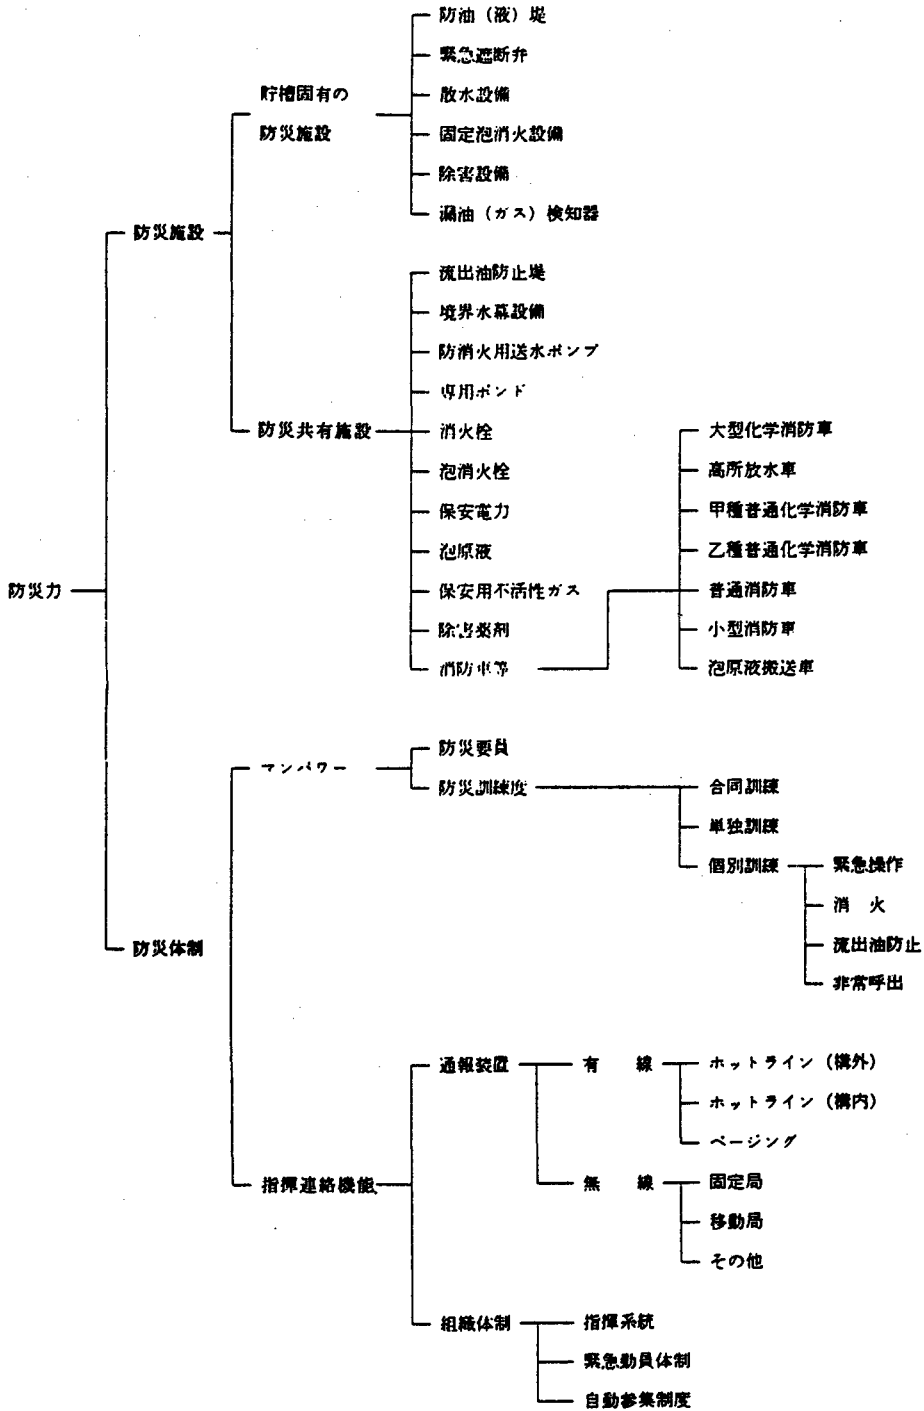 防油（液）堤
緊急遮断弁
貯槽固有の
散水設備
防災施設
固定泡消火設備
除害設備
漏油（ガス）検知器
防災施設
流出油防止堤
境界水幕設備
防消火用送水ポンプ
専用ポンド
防災共有施設
消火栓
大型化学消防車
泡消火栓
高所放水車
保安電力
甲種普通化学消防車
泡原液
乙種普通化学消防車
防災力
保安用不活性ガス
普通消防車
除害薬剤
小型消防車
消防車等
泡原液搬送車
防災要員
マンパワー
防災訓練度
合同訓練
単独訓練
個別訓練
緊急操作
消　火
防災体制
流出油防止
非常呼出
通報装置
有　線
ホットライン（構外）
ホットライン（構内）
ページング
指揮連絡機能
無　線
固定局
移動局
その他
組織体制
指揮系統
緊急動員体制
自動参集制度